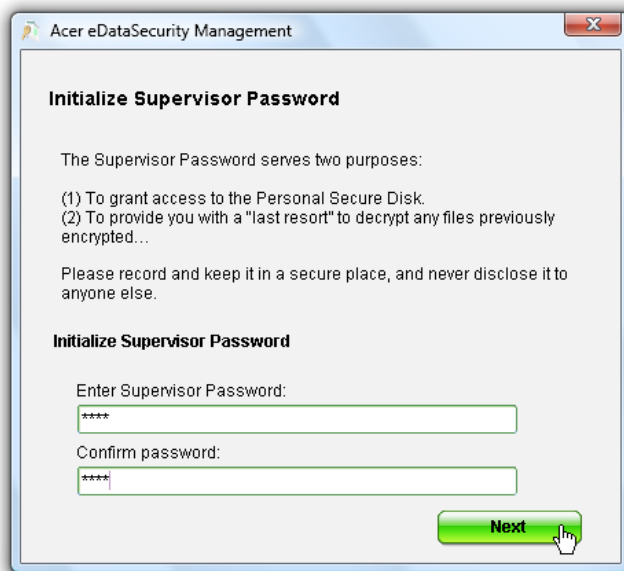 Acer eDataSecurity Management
Initialize Supervisor Password
The Supervisor Password serves two purposes:
(1) To grant access to the Personal Secure Disk.
(2) To provide you with a "last resort" to decrypt any files previously
encrypted...
Please record and keep it in a secure place, and never disclose it to
anyone else.
Initialize Supervisor Password
Enter Supervisor Password:
****
Confirm password:
****
Next